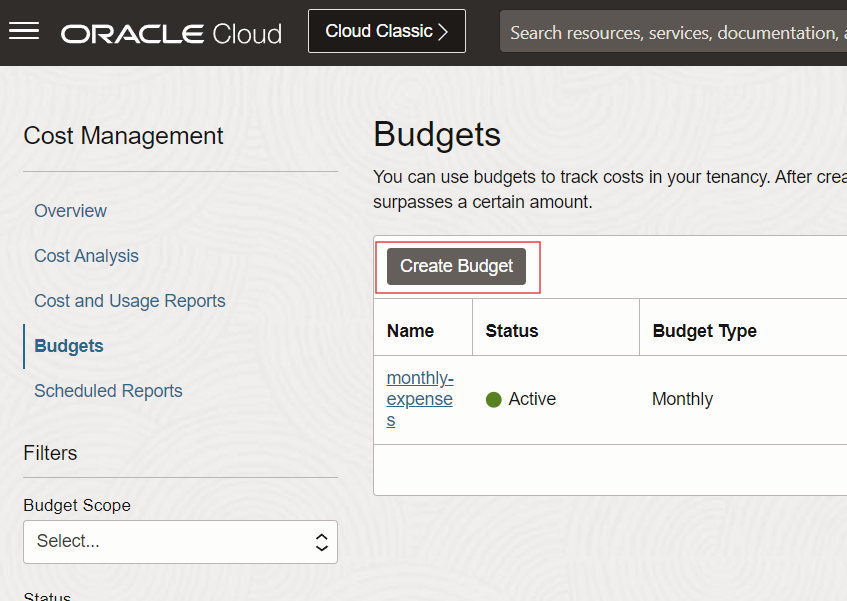 ORACLE Cloud
Cloud Classic
Search resources, services, documentation,
Cost Management
Overview
Cost Analysis
Cost and Usage Reports
Budgets
Scheduled Reports
Filters
Budget Scope
Select...
Status
Budgets
You can use budgets to track costs in your tenancy. After
surpasses a certain amount.
Create Budget
Name
Status
Budget Type
monthly-
expense
s
Active
Monthly